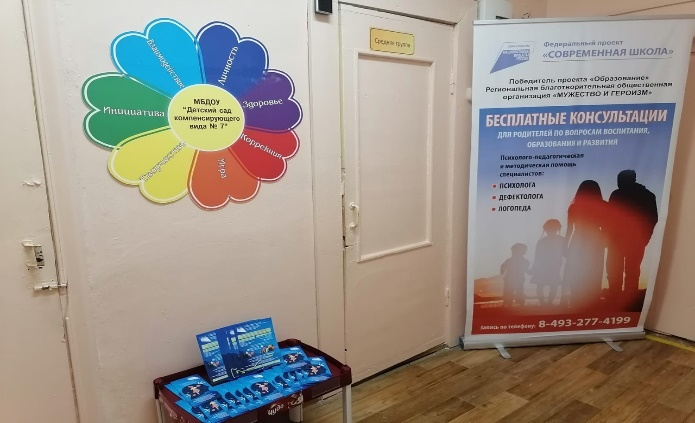 Взаимодействие
Личность
Здоровье
Коррекция
Игра
Инициатива
МБДОУ
"Детский сад
компенсирующего
вида № 7"
Средняя группа
Федеральный проект
«СОВРЕМЕННАЯ ШКОЛА»
Победитель проекта «Образование»
Региональная благотворительная общественная
организация «МУЖЕСТВО И ГЕРОИЗМ»
БЕСПЛАТНЫЕ КОНСУЛЬТАЦИИ
ДЛЯ РОДИТЕЛЕЙ ПО ВОПРОСАМ ВОСПИТАНИЯ,
ОБРАЗОВАНИЯ И РАЗВИТИЯ
Психолого-педагогическая
и методическая помощь
специалистов:
ПСИХОЛОГА
ДЕФЕКТОЛОГА
ЛОГОПЕДА
Запись по телефону: 8-493-277-4199